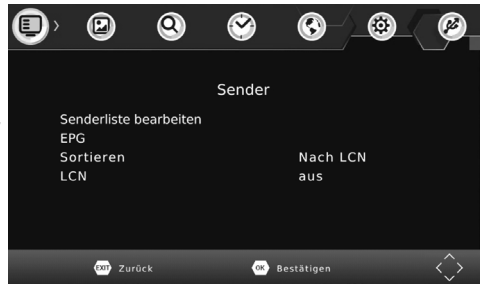 Sender
Senderliste bearbeiten
EPG
Sortieren Nach LCN
LCN aus
EXIT Zurück OK Bestätigen